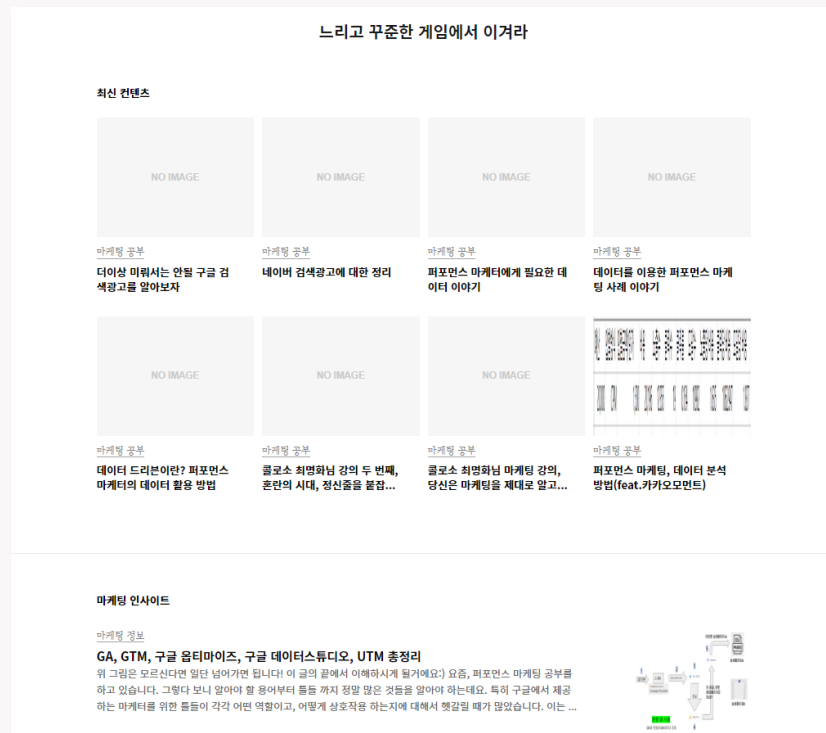 느리고 꾸준한 게임에서 이겨라
최신 컨텐츠
NO IMAGE
NO IMAGE
NO IMAGE
NO IMAGE
마케팅 공부
더이상 미뤄서는 안될 구글 검
색광고를 알아보자
마케팅 공부
네이버 검색광고에 대한 정리
마케팅 공부
퍼포먼스 마케터에게 필요한 데
이터 이야기
마케팅 공부
데이터를 이용한 퍼포먼스 마케
팅 사례 이야기
NO IMAGE
NO IMAGE
NO IMAGE
마케팅 공부
데이터 드리븐이란? 퍼포먼스
마케터의 데이터 활용 방법
마케팅 공부
콜로소 최명화님 강의 두 번째,
혼란의 시대, 정신줄을 붙잡...
마케팅 공부
콜로소 최명화님 마케팅 강의,
당신은 마케팅을 제대로 알고...
마케팅 공부
퍼포먼스 마케팅, 데이터 분석
방법(feat.카카오모먼트)
마케팅 인사이트
마케팅 정보
GA, GTM, 구글 옵티마이즈, 구글 데이터스튜디오, UTM 총정리
위 그림은 모르신다면 일단 넘어가면 됩니다! 이 글의 끝에서 이해하시게 될거에요:) 요즘, 퍼포먼스 마케팅 공부를
하고 있습니다. 그렇다 보니 알아야 할 용어부터 툴들 까지 정말 많은 것들을 알아야 하는데요. 특히 구글에서 제공
하는 마케터를 위한 툴들이 각각 어떤 역할이고, 어떻게 상호작용 하는지에 대해서 헷갈릴 때가 많았습니다. 이는 ...